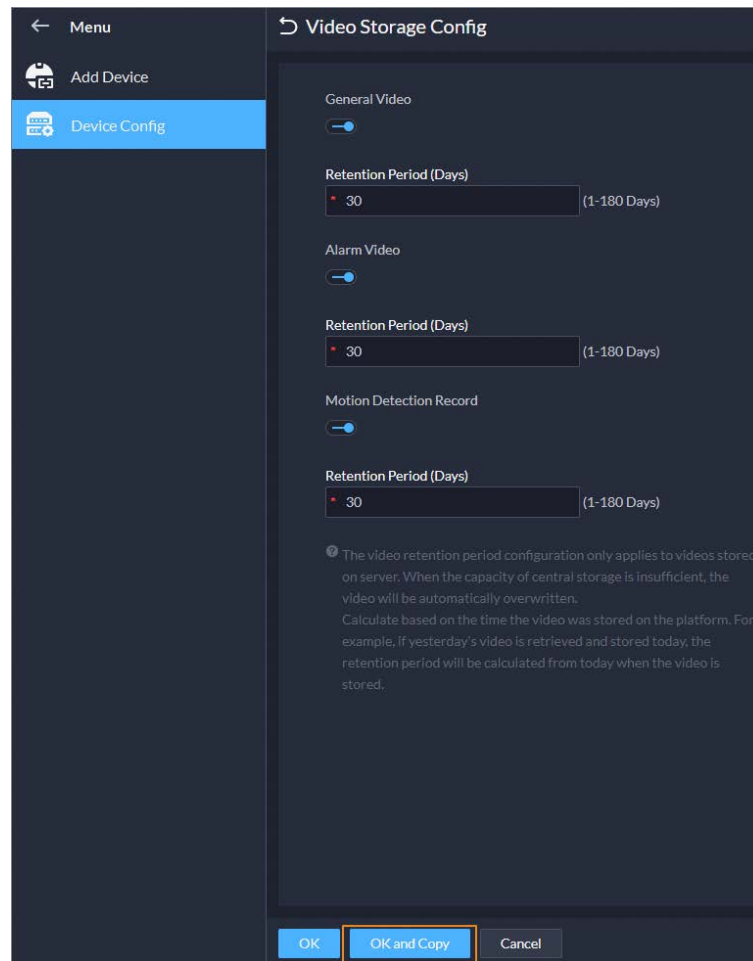 Menu
Video Storage Config
Add Device
Device Config
General Video
Retention Period (Days)
* 30 (1-180 Days)
Alarm Video
Retention Period (Days)
* 30 (1-180 Days)
Motion Detection Record
Retention Period (Days)
* 30 (1-180 Days)
The video retention period configuration only applies to videos stored
on server. When the capacity of central storage is insufficient, the
video will be automatically overwritten.
Calculate based on the time the video was stored on the platform. For
example, if yesterday's video is retrieved and stored today, the
retention period will be calculated from today when the video is
stored.
OK OK and Copy Cancel